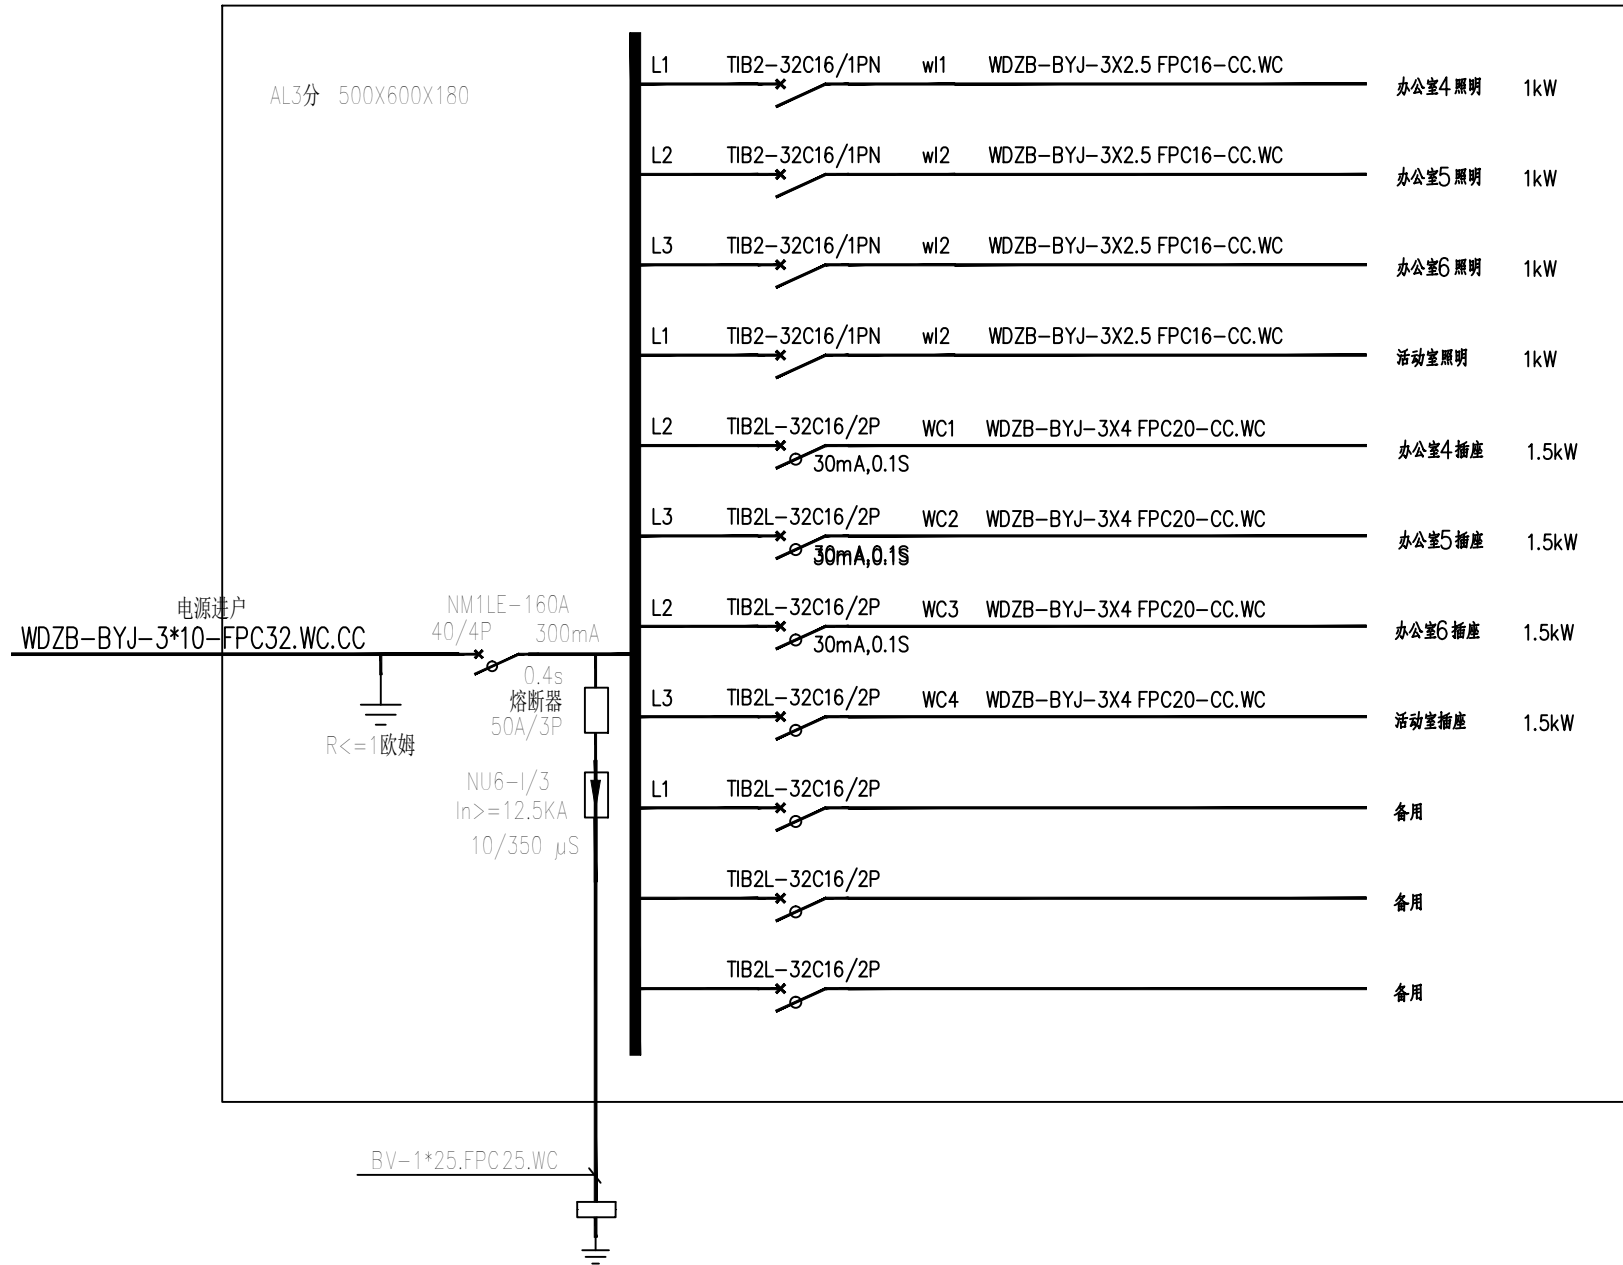 AL3分 500X600X180
L1 TIB2-32C16/1PN wl1 WDZB-BYJ-3X2.5 FPC16-CC.WC 办公室4照明 1kW
L2 TIB2-32C16/1PN wl2 WDZB-BYJ-3X2.5 FPC16-CC.WC 办公室5照明 1kW
L3 TIB2-32C16/1PN wl2 WDZB-BYJ-3X2.5 FPC16-CC.WC 办公室6照明 1kW
L1 TIB2-32C16/1PN wl2 WDZB-BYJ-3X2.5 FPC16-CC.WC 活动室照明 1kW
L2 TIB2L-32C16/2P WC1 WDZB-BYJ-3X4 FPC20-CC.WC 办公室4插座 1.5kW
30mA,0.1S
L3 TIB2L-32C16/2P WC2 WDZB-BYJ-3X4 FPC20-CC.WC 办公室5插座 1.5kW
30mA,0.1S
L2 TIB2L-32C16/2P WC3 WDZB-BYJ-3X4 FPC20-CC.WC 办公室6插座 1.5kW
30mA,0.1S
L3 TIB2L-32C16/2P WC4 WDZB-BYJ-3X4 FPC20-CC.WC 活动室插座 1.5kW
L1 TIB2L-32C16/2P 备用
TIB2L-32C16/2P 备用
TIB2L-32C16/2P 备用
电源进户
WDZB-BYJ-3*10-FPC32.WC.CC
NM1LE-160A
40/4P 300mA
0.4s
熔断器
50A/3P
R<=1欧姆
NU6-I/3
In>=12.5KA
10/350 μS
BV-1*25.FPC25.WC